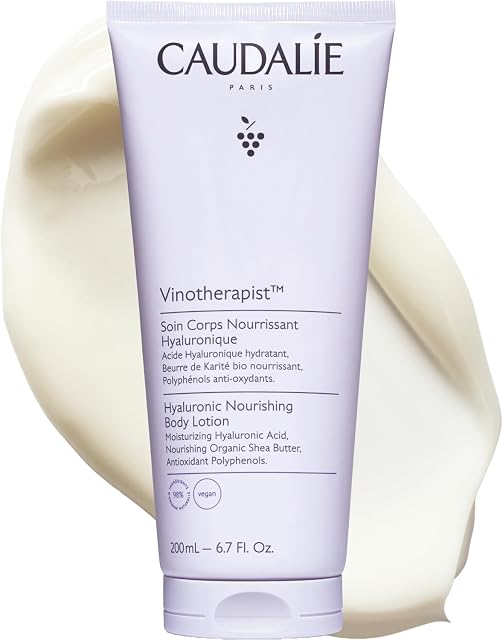 CAUDALÍE
PARIS
Vinotherapist™
Soin Corps Nourrissant
Hyaluronique
Acide Hyaluronique hydratant,
Beurre de Karité bio nourrissant,
Polyphénols anti-oxydants.
Hyaluronic Nourishing
Body Lotion
Moisturizing Hyaluronic Acid,
Nourishing Organic Shea Butter,
Antioxidant Polyphenols.
98%
vegan
200mL – 6.7 Fl. Oz.